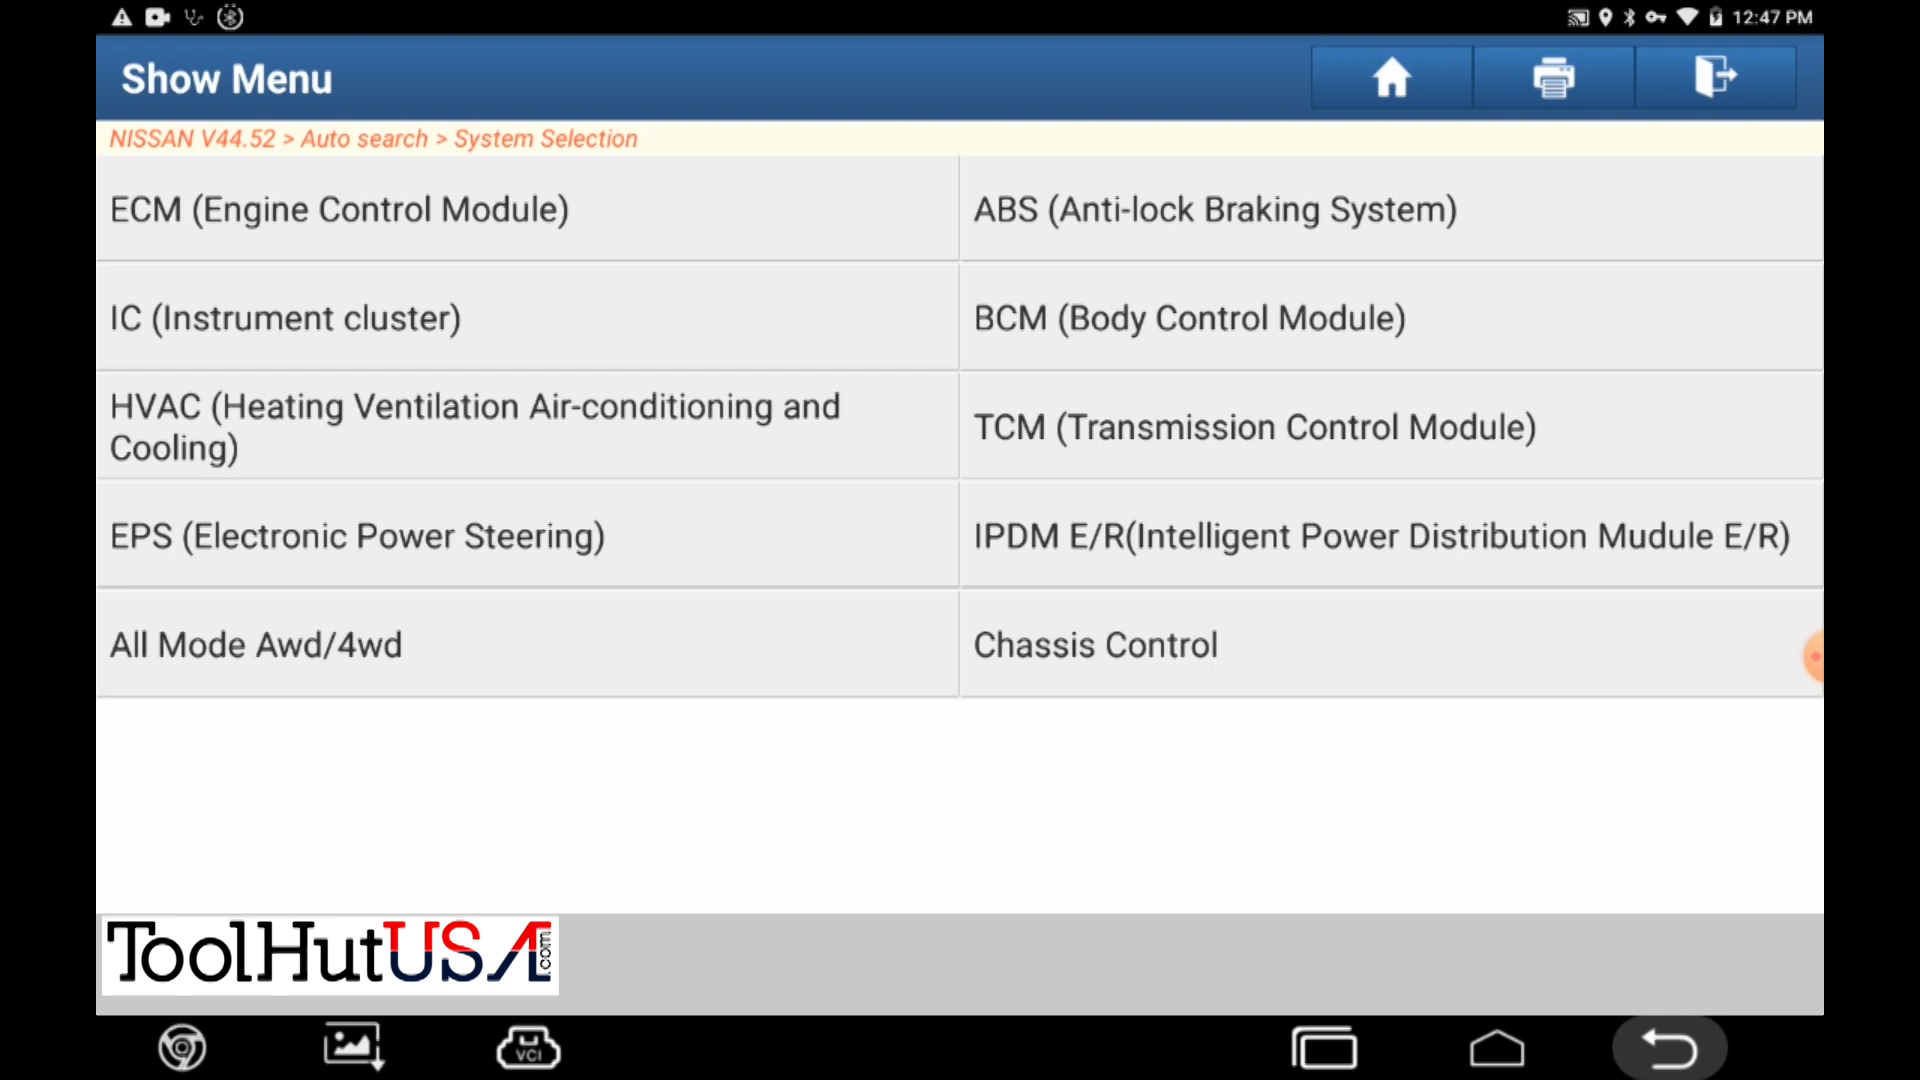 12:47 PM
Show Menu
NISSAN V44.52 > Auto search > System Selection
ECM (Engine Control Module)
ABS (Anti-lock Braking System)
IC (Instrument cluster)
BCM (Body Control Module)
HVAC (Heating Ventilation Air-conditioning and
Cooling)
TCM (Transmission Control Module)
EPS (Electronic Power Steering)
IPDM E/R(Intelligent Power Distribution Mudule E/R)
All Mode Awd/4wd
Chassis Control
ToolHutUSA.com
VCI